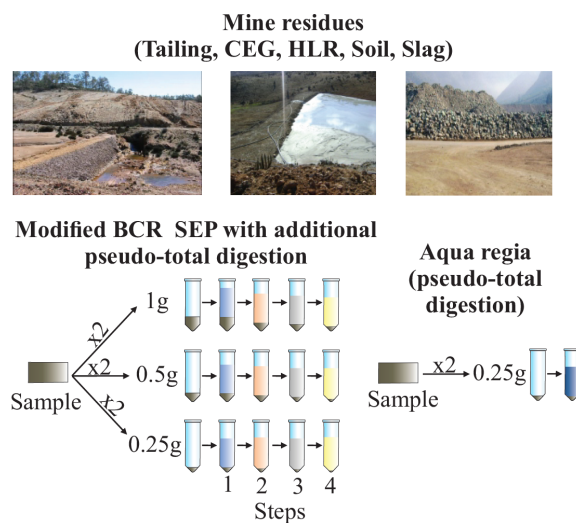 Mine residues
(Tailing, CEG, HLR, Soil, Slag)
Modified BCR SEP with additional
pseudo-total digestion
x2
1g
x2
0.5g
x2
0.25g
Sample
1 2 3 4
Steps
Aqua regia
(pseudo-total
digestion)
x2
0.25g
Sample